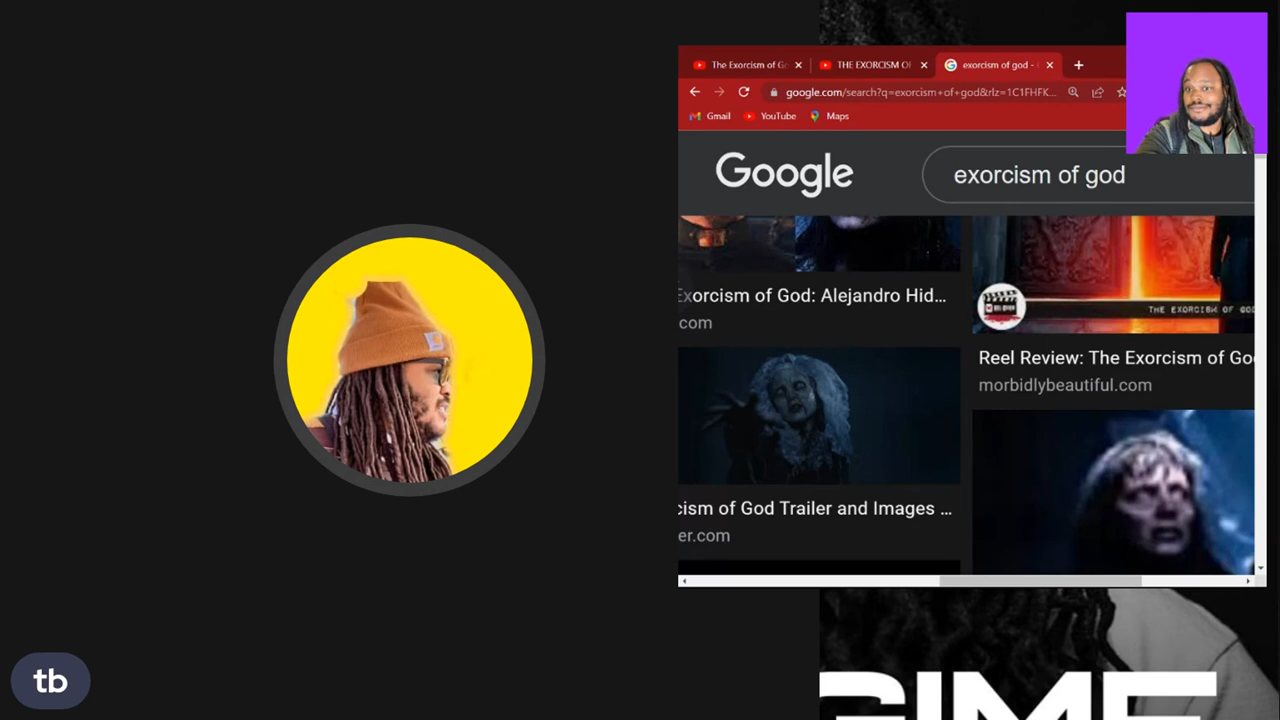 The Exorcism of G
THE EXORCISM OF
exorcism of god -
google.com/search?q=exorcism+of+god&rlz=1C1FHFK...
Gmail
YouTube
Maps
Google
exorcism of god
Exorcism of God: Alejandro Hid...
com
THE EXORCISM OF GO
Reel Review: The Exorcism of Go
morbidlybeautiful.com
cism of God Trailer and Images ...
er.com
tb